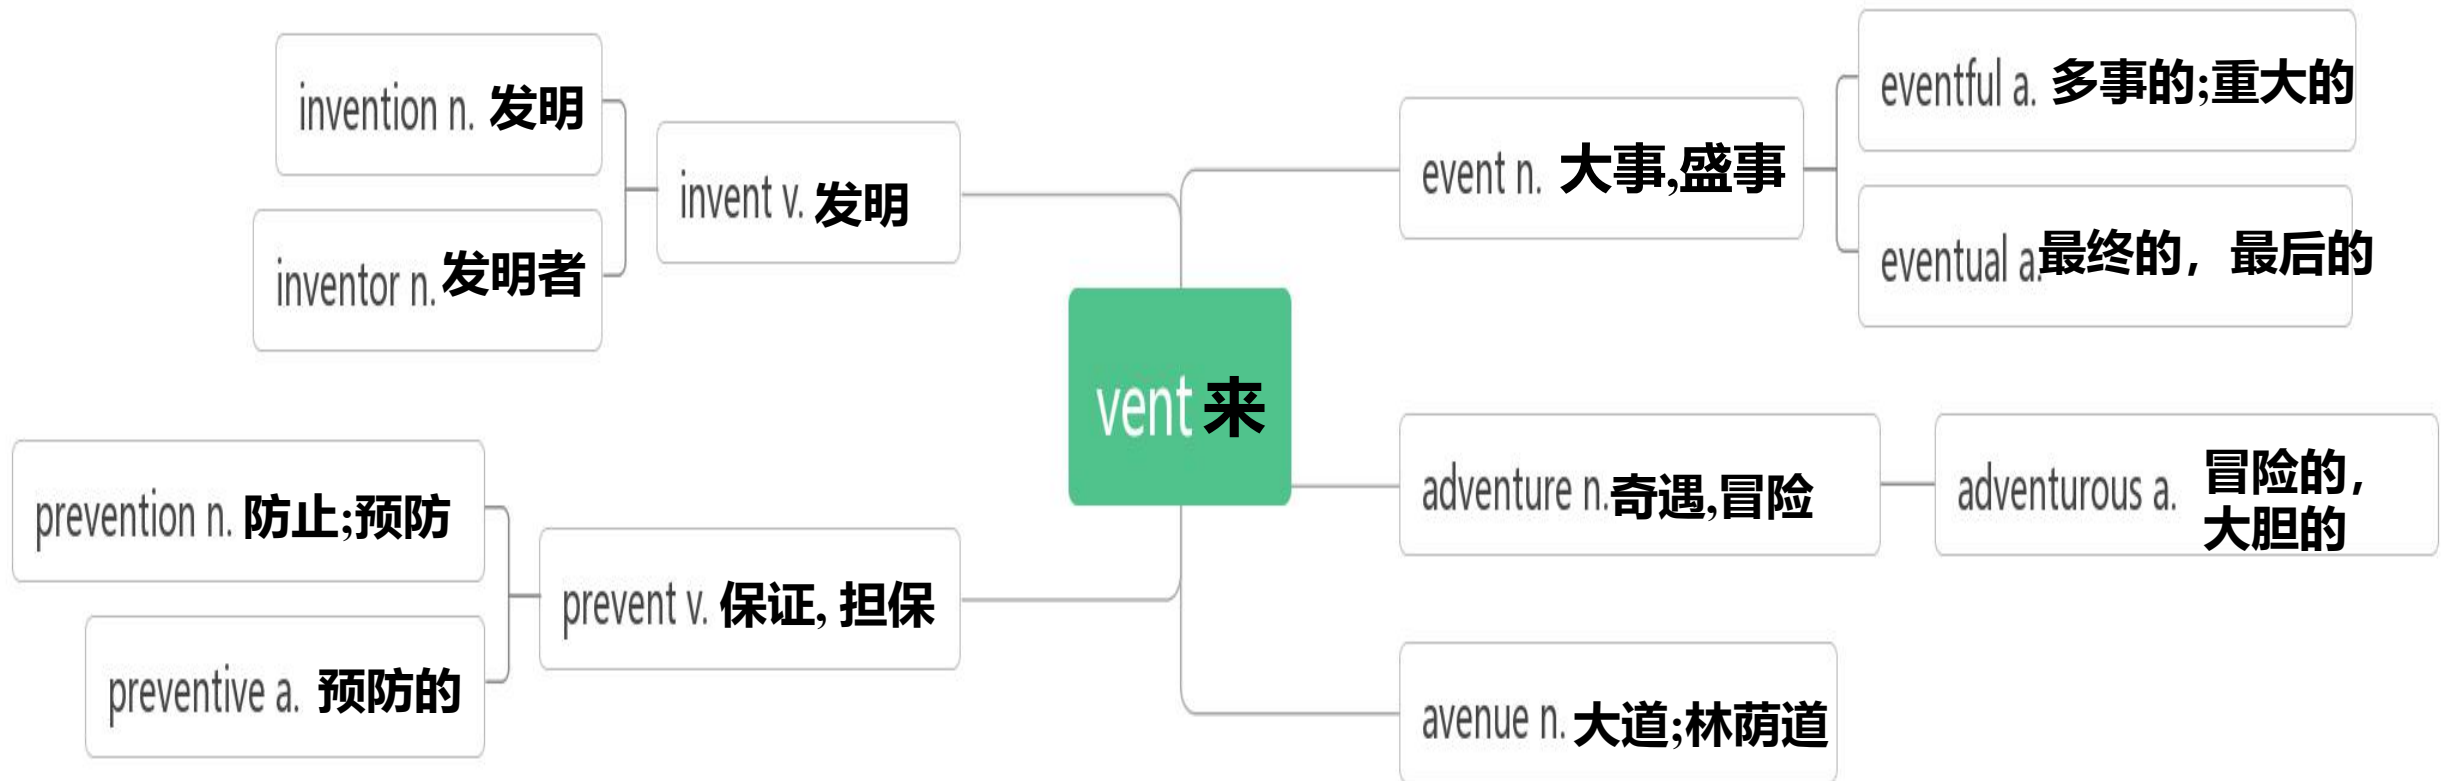 invention n. 发明
inventor n. 发明者
invent v. 发明
prevention n. 防止;预防
preventive a. 预防的
prevent v. 保证, 担保
vent 来
event n. 大事,盛事
eventful a. 多事的;重大的
eventual a.最终的，最后的
adventure n.奇遇,冒险
adventurous a. 冒险的，
大胆的
avenue n. 大道;林荫道